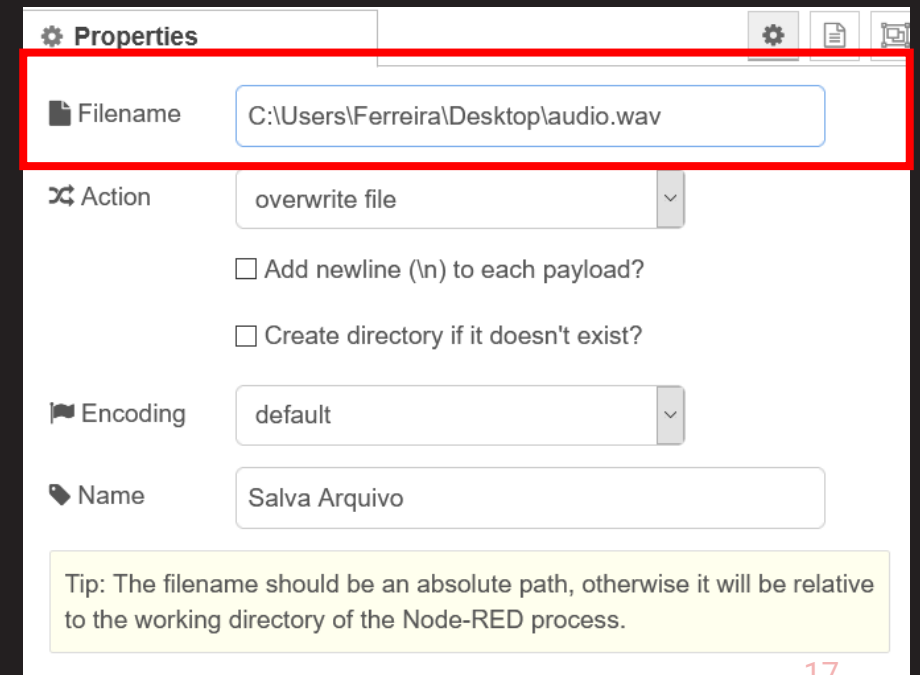 Properties
Filename C:\Users\Ferreira\Desktop\audio.wav
Action overwrite file
Add newline (\n) to each payload?
Create directory if it doesn't exist?
Encoding default
Name Salva Arquivo
Tip: The filename should be an absolute path, otherwise it will be relative
to the working directory of the Node-RED process.
17